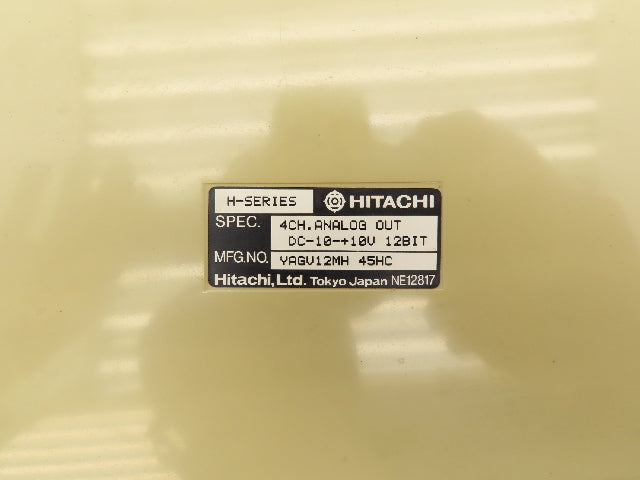 H-SERIES HITACHI
SPEC. 4CH.ANALOG OUT
DC-10-+10V 12BIT
MFG.NO. YAGV12MH 45HC
Hitachi,Ltd. Tokyo Japan NE12817